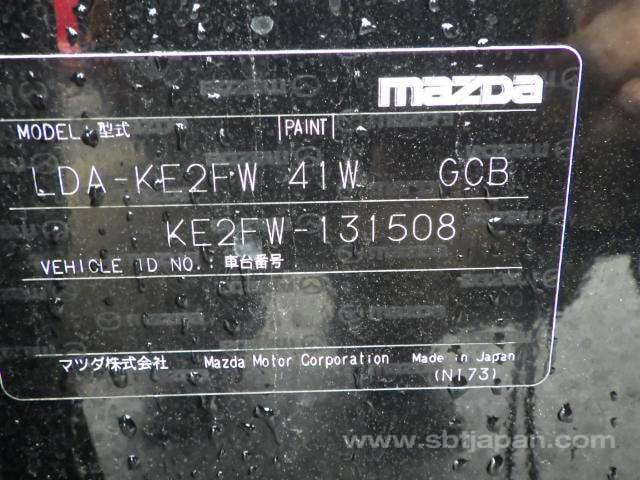 mazda
MODEL : 型式 PAINT
LDA-KE2FW 41W GCB
KE2FW-131508
VEHICLE ID NO. : 車台番号
マツダ株式会社 Mazda Motor Corporation Made in Japan
(N173)
www.sbtjapan.com